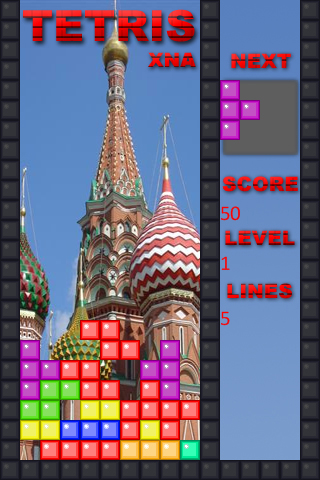 TETRIS
XNA
NEXT
SCORE
50
LEVEL
1
LINES
5